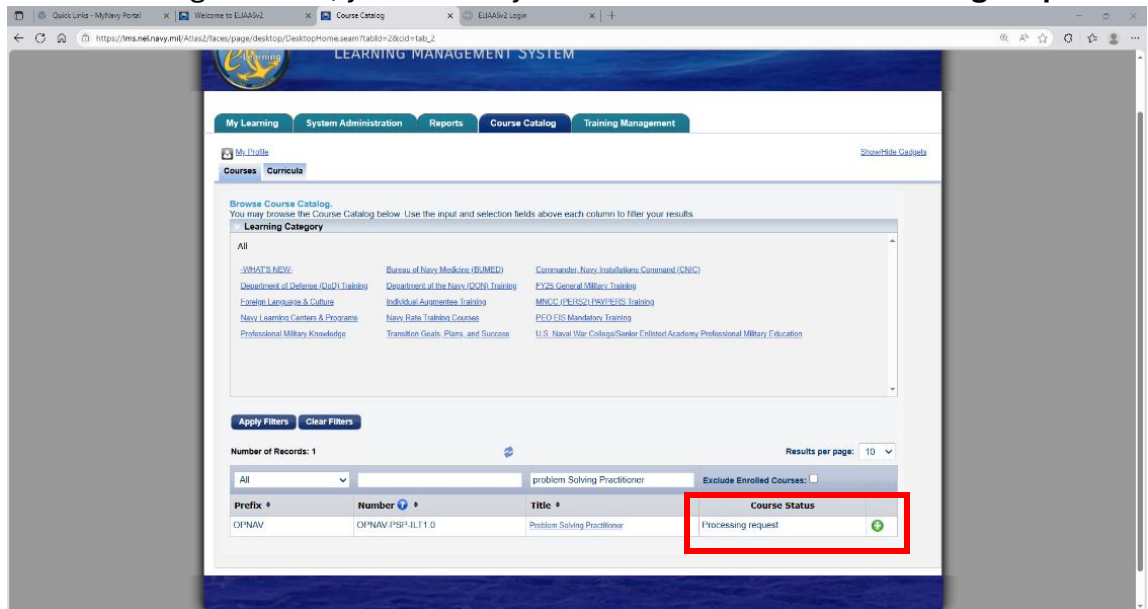 Quick Links - MyNavy Portal Welcome to ELIAASv2 Course Catalog ELIAASv2 Login
https://lms.nel.navy.mil/Atlas2/faces/page/desktop/DesktopHome.seam?tabId=2&cid=tab_2
LEARNING MANAGEMENT SYSTEM
My Learning System Administration Reports Course Catalog Training Management
My Profile Show/Hide Gadgets
Courses Curricula
Browse Course Catalog.
You may browse the Course Catalog below. Use the input and selection fields above each column to filter your results
Learning Category
All
-WHAT'S NEW- Bureau of Navy Medicine (BUMED) Commander, Navy Installations Command (CNIC)
Department of Defense (DoD) Training Department of the Navy (DON) Training FY25 General Military Training
Foreign Language & Culture Individual Augmentee Training MNCC (PERS2) PAYPERS Training
Navy Learning Centers & Programs Navy Rate Training Courses PEO EIS Mandatory Training
Professional Military Knowledge Transition Goals, Plans, and Success U.S. Naval War College/Senior Enlisted Academy Professional Military Education
Apply Filters Clear Filters
Number of Records: 1 Results per page: 10
All problem Solving Practitioner Exclude Enrolled Courses:
Prefix Number Title Course Status
OPNAV OPNAV-PSP-ILT1.0 Problem Solving Practitioner Processing request